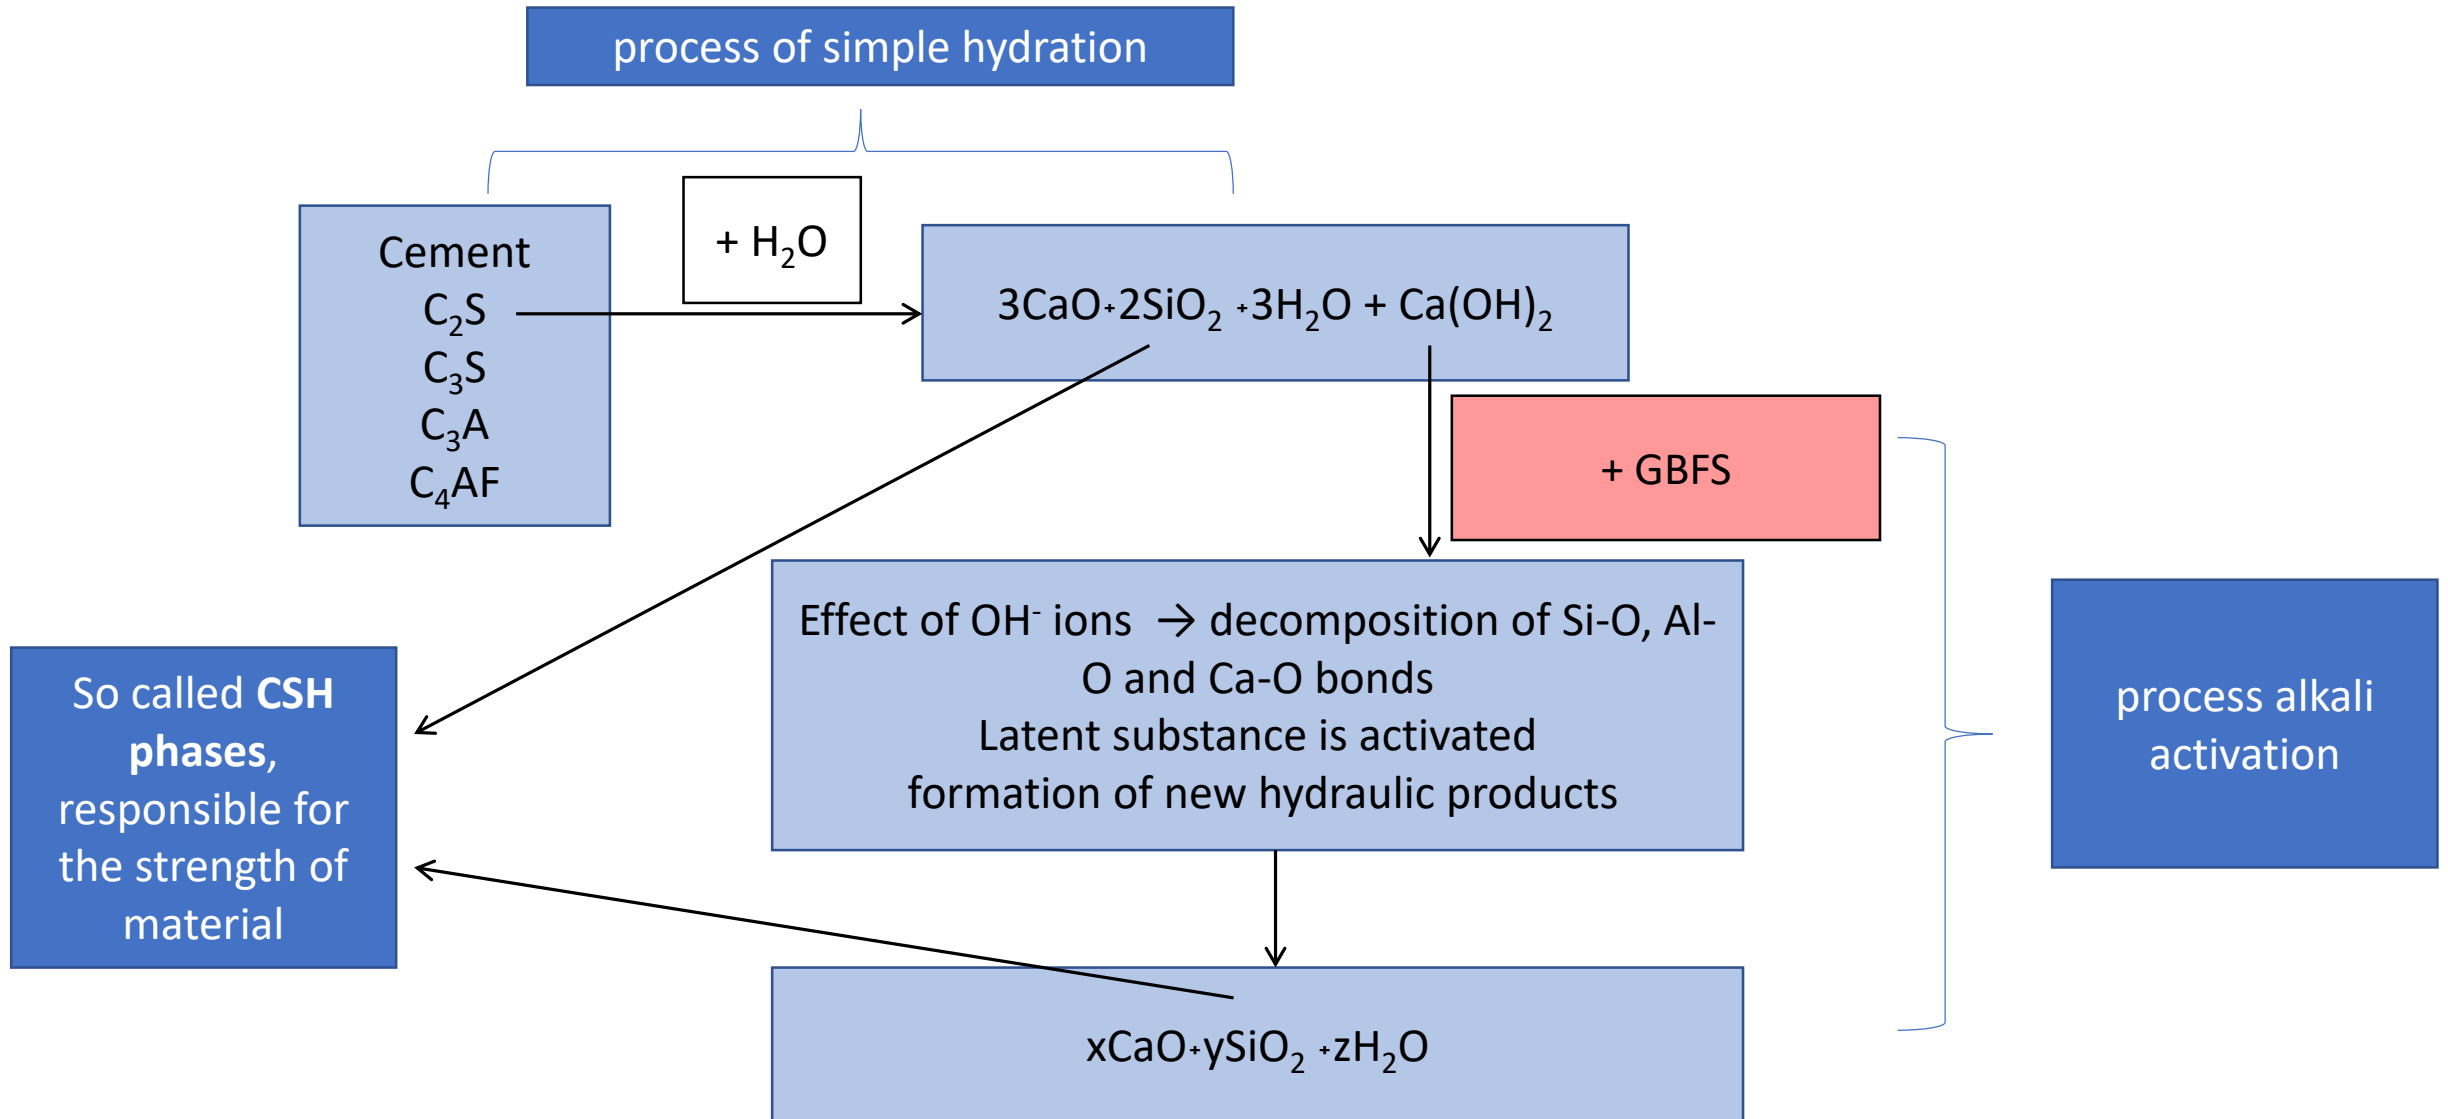 process of simple hydration
+ H₂O
Cement
C₂S
C₃S
C₃A
C₄AF
3CaO+2SiO₂ +3H₂O + Ca(OH)₂
+ GBFS
Effect of OH⁻ ions → decomposition of Si-O, Al-
O and Ca-O bonds
Latent substance is activated
formation of new hydraulic products
So called CSH
phases,
responsible for
the strength of
material
process alkali
activation
xCaO+ySiO₂ +zH₂O